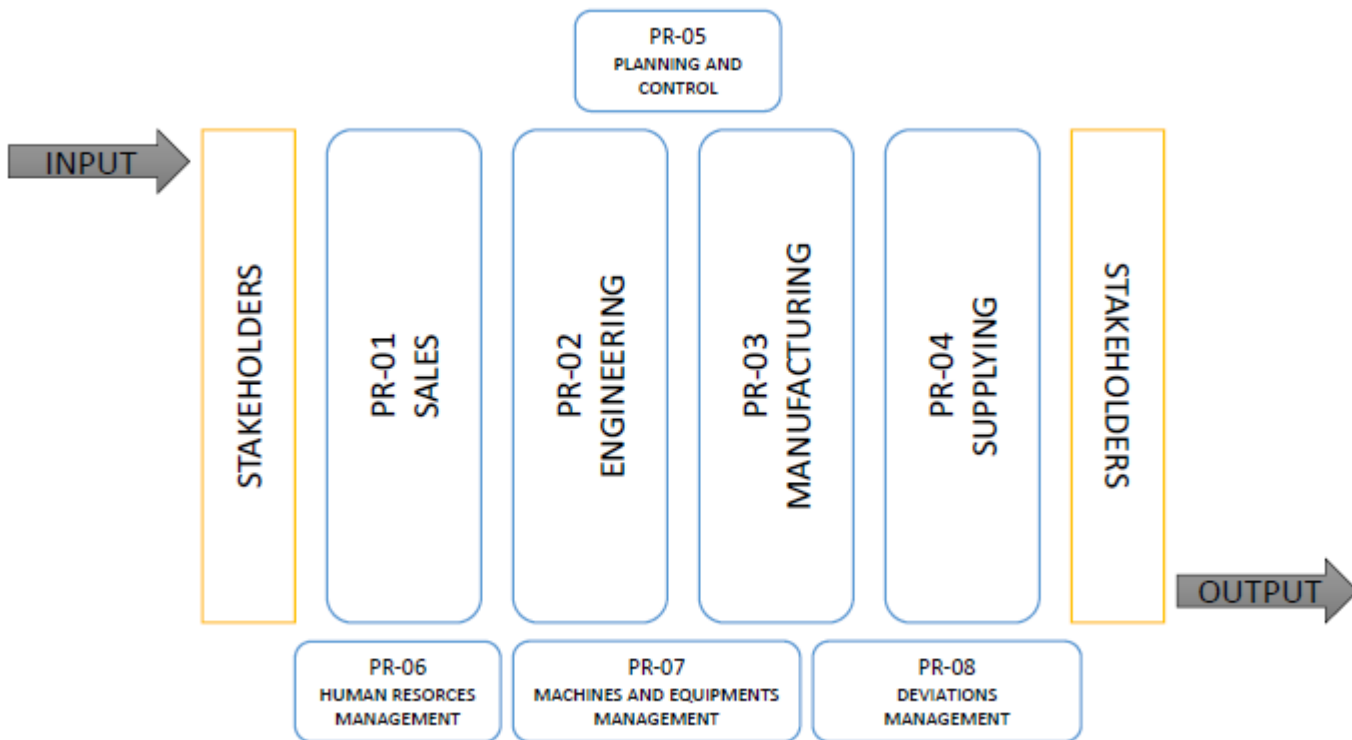 PR-05
PLANNING AND
CONTROL
INPUT
STAKEHOLDERS
PR-01
SALES
PR-02
ENGINEERING
PR-03
MANUFACTURING
PR-04
SUPPLYING
STAKEHOLDERS
OUTPUT
PR-06
HUMAN RESORCES
MANAGEMENT
PR-07
MACHINES AND EQUIPMENTS
MANAGEMENT
PR-08
DEVIATIONS
MANAGEMENT